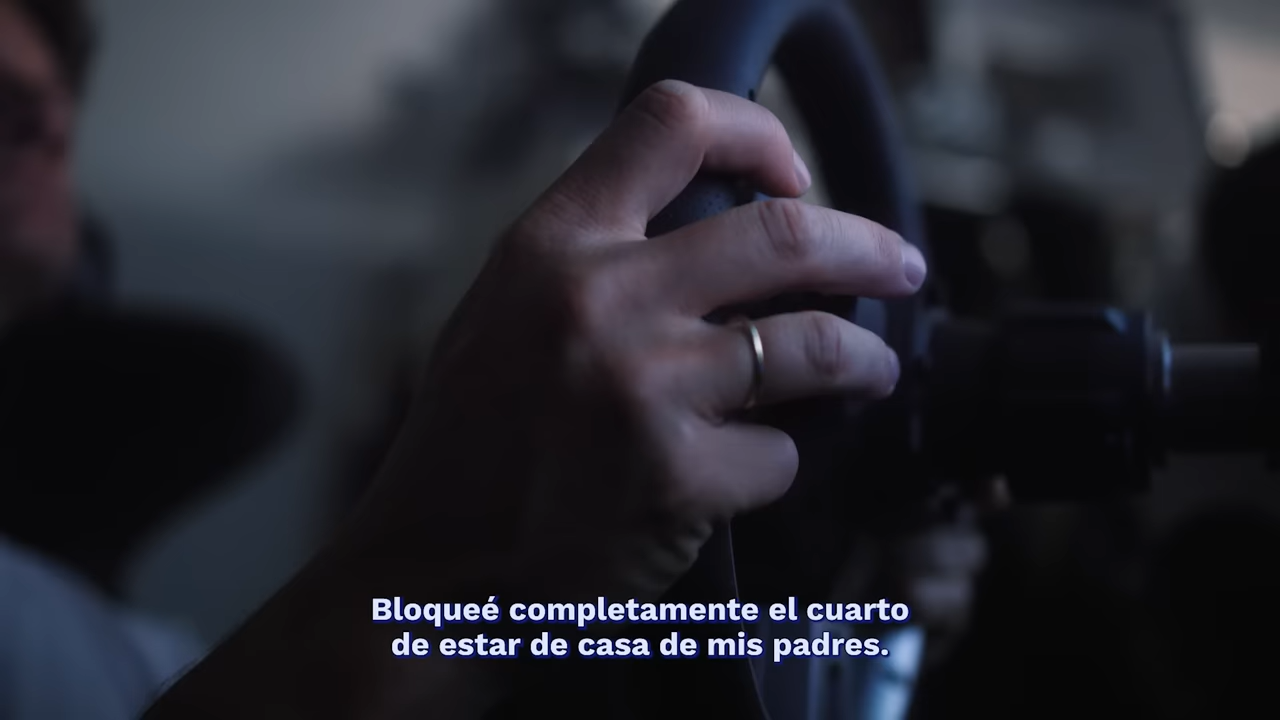 Bloqueé completamente el cuarto
de estar de casa de mis padres.